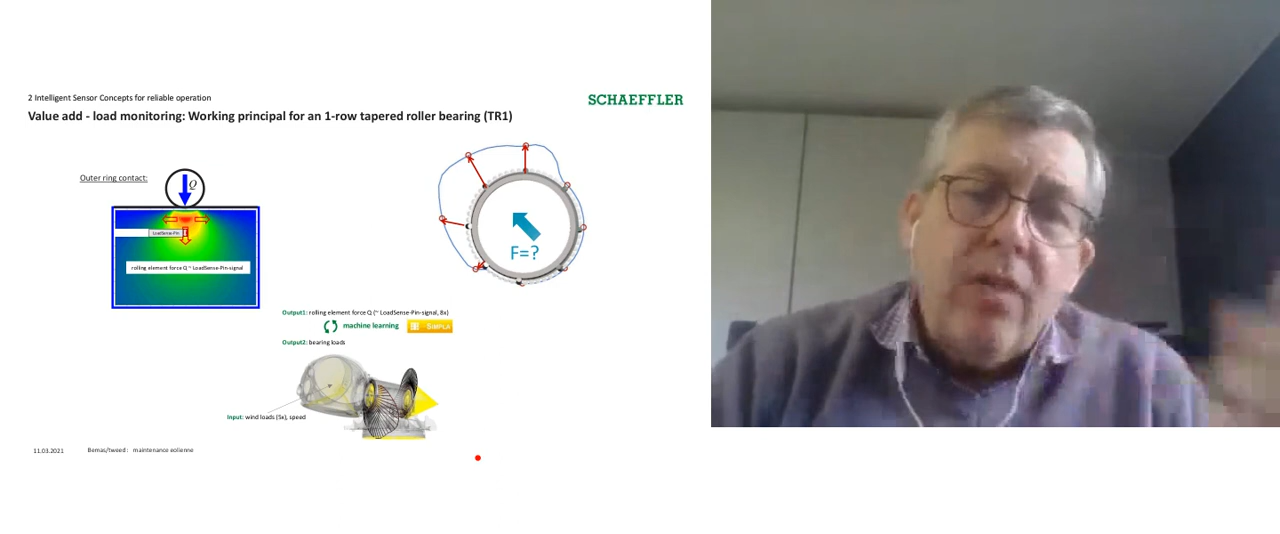 2 Intelligent Sensor Concepts for reliable operation
SCHAEFFLER
Value add - load monitoring: Working principal for an 1-row tapered roller bearing (TR1)
Outer ring contact:
Q
LoadSense-Pin
rolling element force Q ~ LoadSense-Pin-signal
F=?
Output1: rolling element force Q (~ LoadSense-Pin-signal, 8x)
machine learning
SIMPLA
Output2: bearing loads
Input: wind loads (5x), speed
11.03.2021
Bemas/tweed : maintenance eolienne